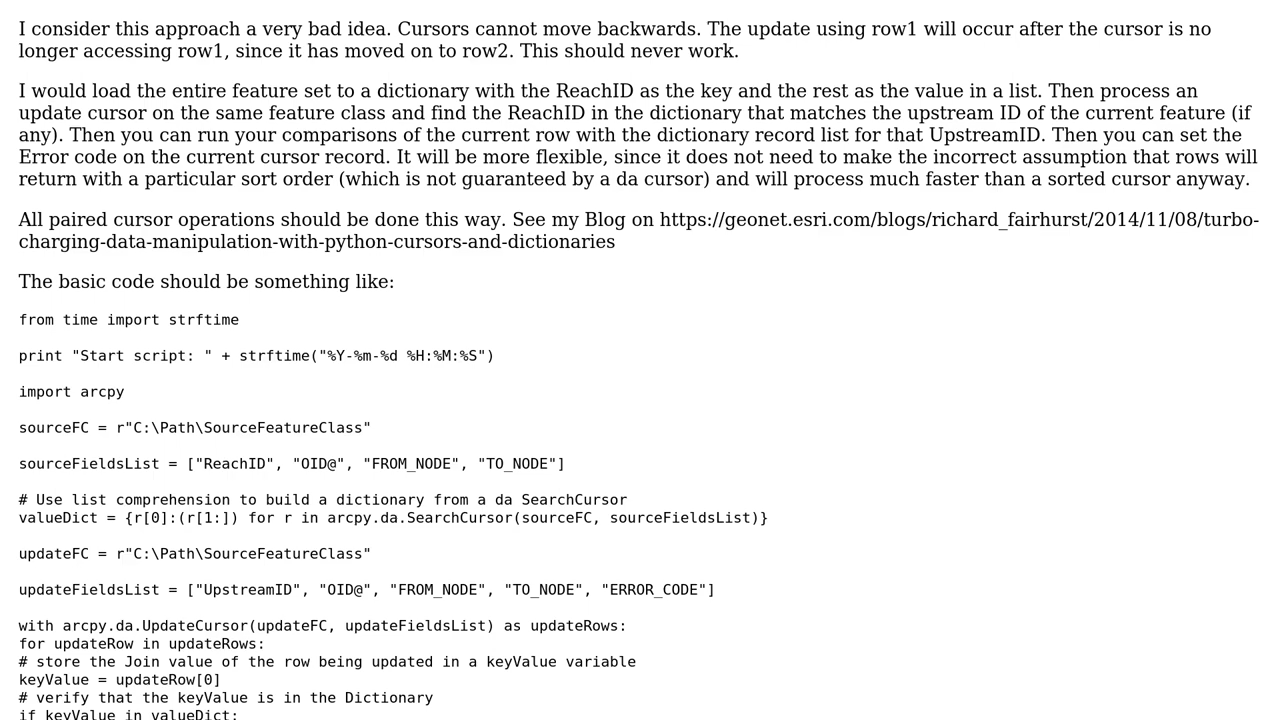 I consider this approach a very bad idea. Cursors cannot move backwards. The update using row1 will occur after the cursor is no
longer accessing row1, since it has moved on to row2. This should never work.
I would load the entire feature set to a dictionary with the ReachID as the key and the rest as the value in a list. Then process an
update cursor on the same feature class and find the ReachID in the dictionary that matches the upstream ID of the current feature (if
any). Then you can run your comparisons of the current row with the dictionary record list for that UpstreamID. Then you can set the
Error code on the current cursor record. It will be more flexible, since it does not need to make the incorrect assumption that rows will
return with a particular sort order (which is not guaranteed by a da cursor) and will process much faster than a sorted cursor anyway.
All paired cursor operations should be done this way. See my Blog on https://geonet.esri.com/blogs/richard_fairhurst/2014/11/08/turbo-
charging-data-manipulation-with-python-cursors-and-dictionaries
The basic code should be something like:
from time import strftime
print "Start script: " + strftime("%Y-%m-%d %H:%M:%S")
import arcpy
sourceFC = r"C:\Path\SourceFeatureClass"
sourceFieldsList = ["ReachID", "OID@", "FROM_NODE", "TO_NODE"]
# Use list comprehension to build a dictionary from a da SearchCursor
valueDict = {r[0]:(r[1:]) for r in arcpy.da.SearchCursor(sourceFC, sourceFieldsList)}
updateFC = r"C:\Path\SourceFeatureClass"
updateFieldsList = ["UpstreamID", "OID@", "FROM_NODE", "TO_NODE", "ERROR_CODE"]
with arcpy.da.UpdateCursor(updateFC, updateFieldsList) as updateRows:
for updateRow in updateRows:
# store the Join value of the row being updated in a keyValue variable
keyValue = updateRow[0]
# verify that the keyValue is in the Dictionary
if keyValue in valueDict: